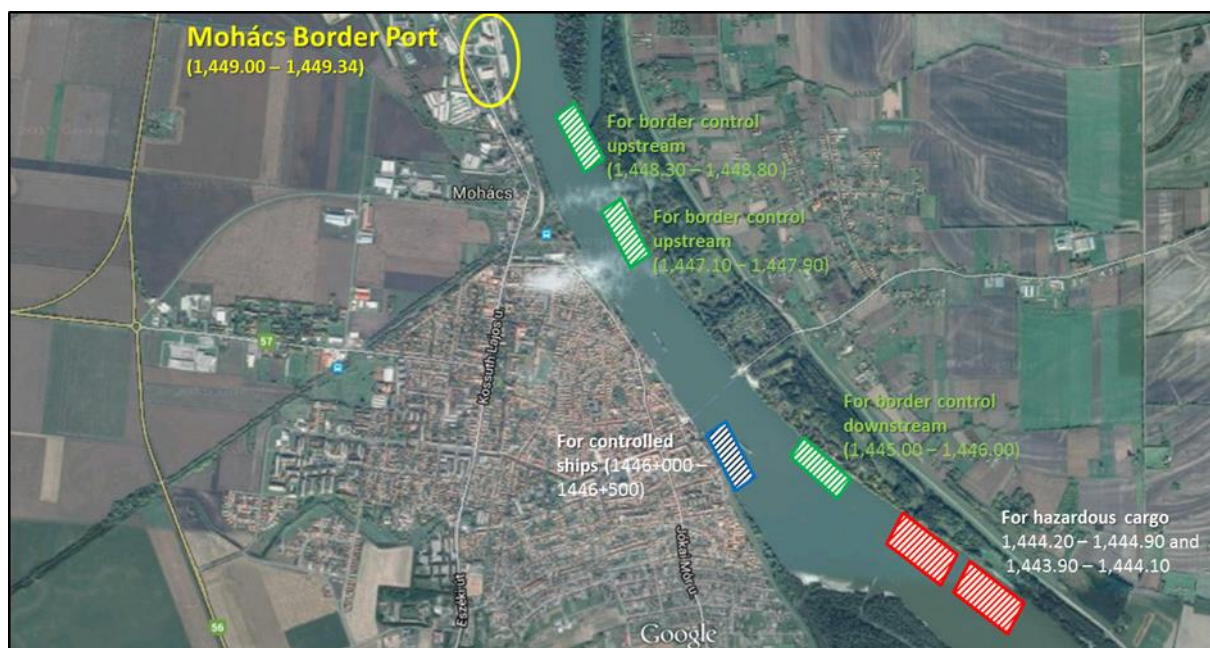 Mohács Border Port
(1,449.00 – 1,449.34)
For border control
upstream
(1,448.30 – 1,448.80 )
Mohács
For border control
upstream
(1,447.10 – 1,447.90)
Kossuth Lajos u.
57
For border control
downstream
(1,445.00 – 1,446.00)
For controlled
ships (1446+000 –
1446+500)
For hazardous cargo
1,444.20 – 1,444.90 and
1,443.90 – 1,444.10
Jókai Mór u.
Eszéki út
56
Google